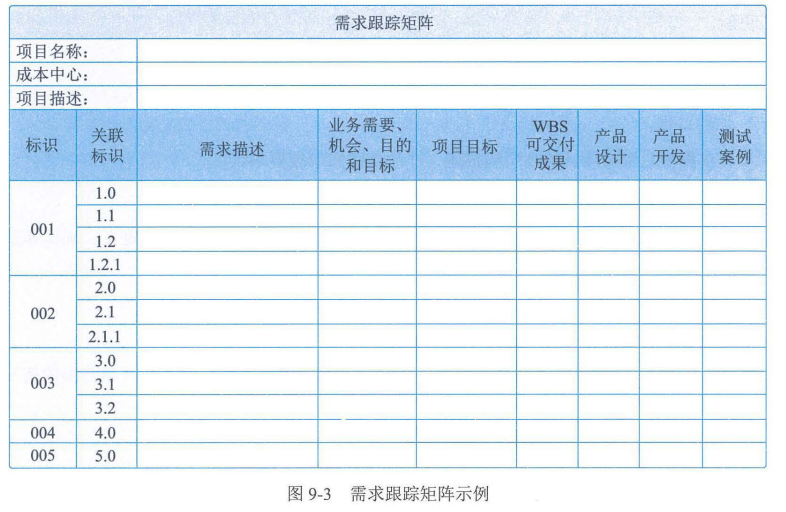 需求跟踪矩阵
项目名称：
成本中心：
项目描述：
标识 关联标识 需求描述 业务需要、机会、目的和目标 项目目标 WBS可交付成果 产品设计 产品开发 测试案例
001 1.0
1.1
1.2
1.2.1
002 2.0
2.1
2.1.1
003 3.0
3.1
3.2
004 4.0
005 5.0
图 9-3 需求跟踪矩阵示例